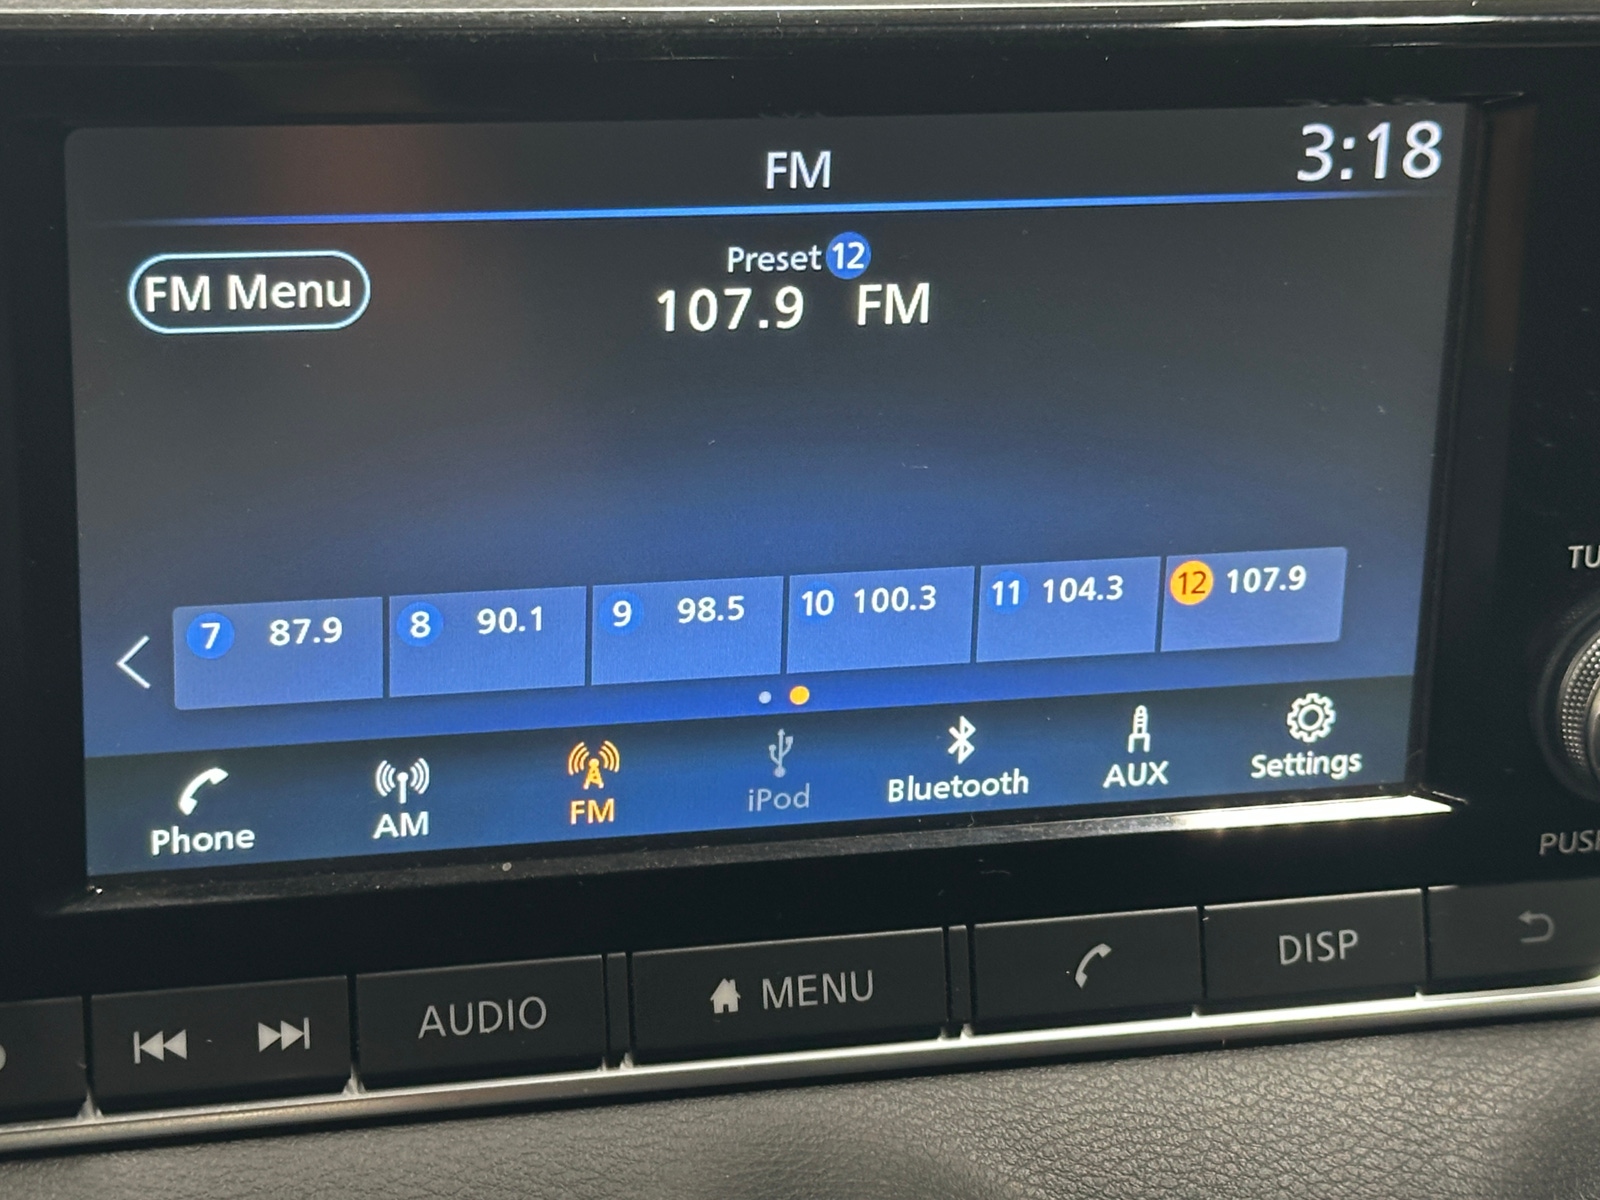 FM
3:18
FM Menu
Preset 12
107.9 FM
7 87.9
8 90.1
9 98.5
10 100.3
11 104.3
12 107.9
Phone
AM
FM
iPod
Bluetooth
AUX
Settings
AUDIO
MENU
DISP